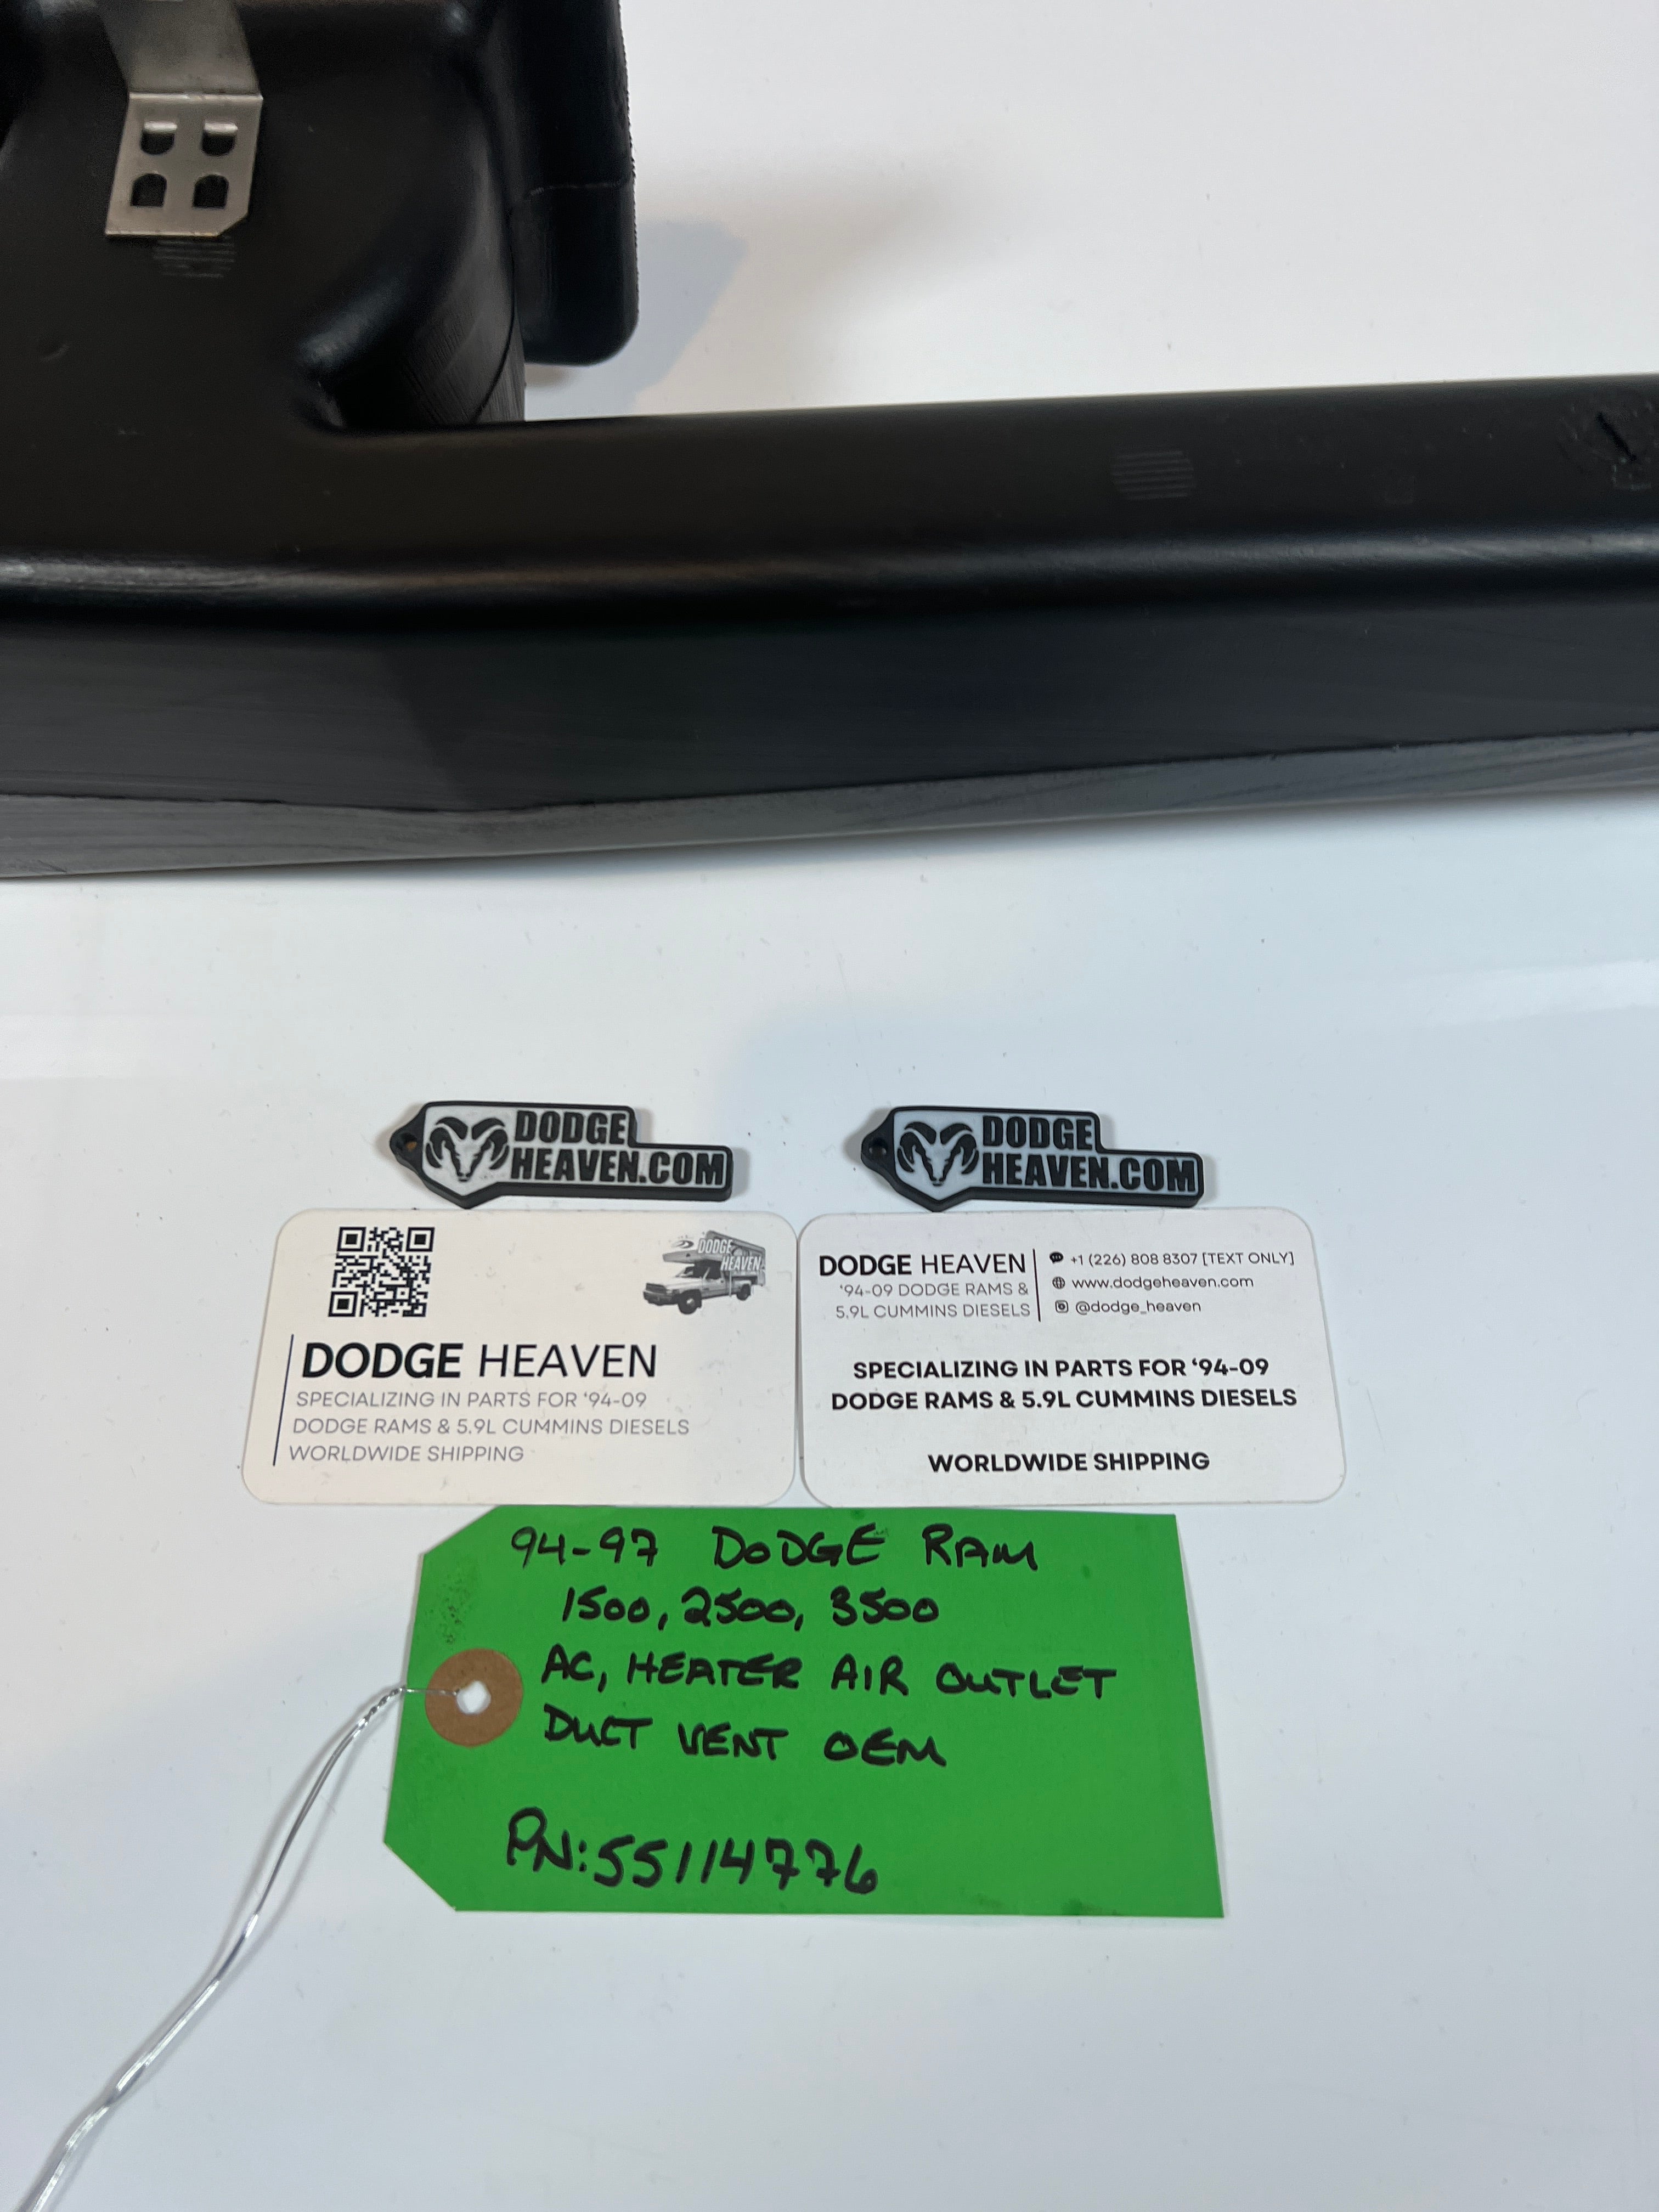 DODGE
HEAVEN.COM
DODGE
HEAVEN.COM
DODGE
HEAVEN
DODGE HEAVEN
SPECIALIZING IN PARTS FOR ‘94-09
DODGE RAMS & 5.9L CUMMINS DIESELS
WORLDWIDE SHIPPING
DODGE HEAVEN
‘94-09 DODGE RAMS &
5.9L CUMMINS DIESELS
+1 (226) 808 8307 [TEXT ONLY]
www.dodgeheaven.com
@dodge_heaven
SPECIALIZING IN PARTS FOR ‘94-09
DODGE RAMS & 5.9L CUMMINS DIESELS
WORLDWIDE SHIPPING
94-97 DODGE RAM
1500, 2500, 3500
AC, HEATER AIR OUTLET
DUCT VENT OEM
PN:55114776